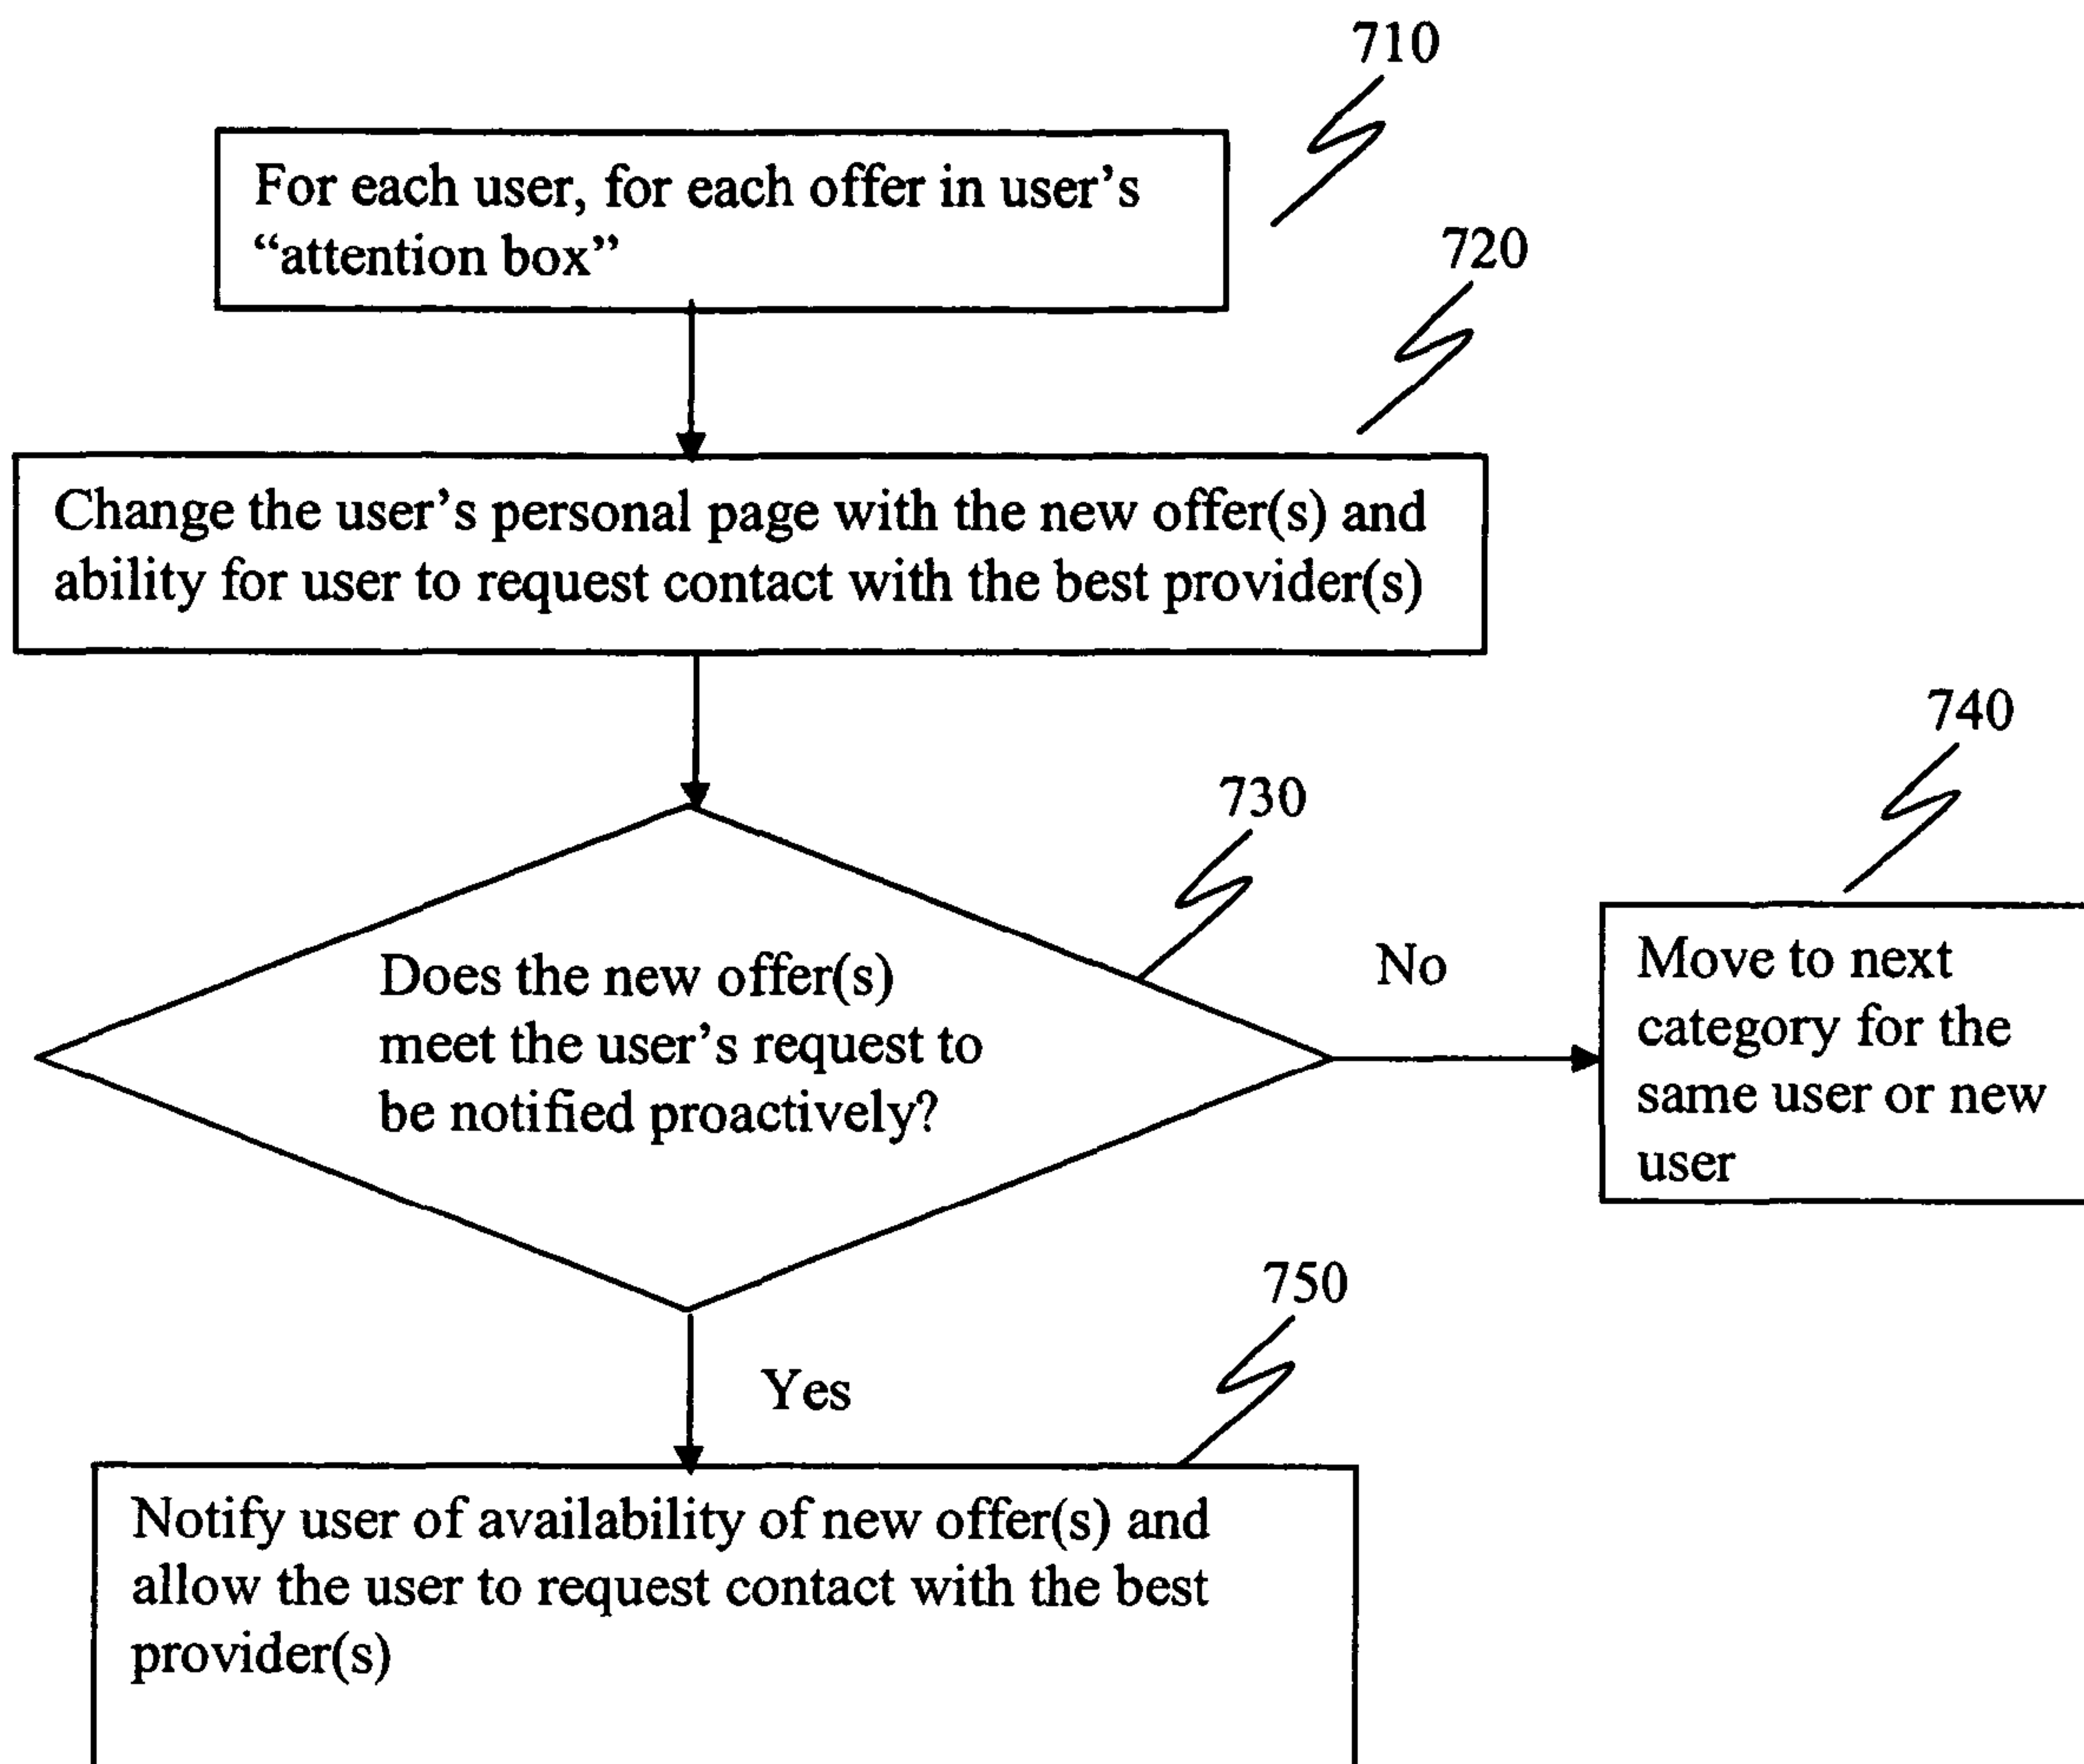 710
For each user, for each offer in user’s
“attention box”
720
Change the user’s personal page with the new offer(s) and
ability for user to request contact with the best provider(s)
740
730
Does the new offer(s)
meet the user’s request to
be notified proactively?
No
Move to next
category for the
same user or new
user
750
Yes
Notify user of availability of new offer(s) and
allow the user to request contact with the best
provider(s)